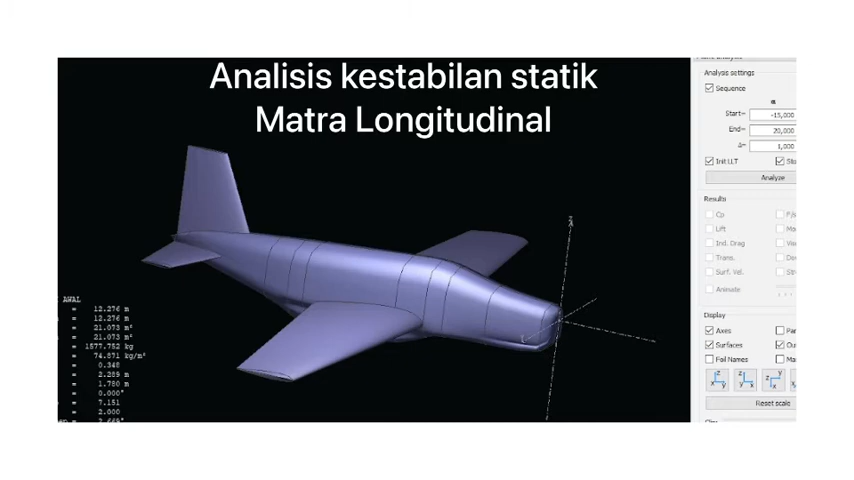 Analisis kestabilan statik
Matra Longitudinal
Analysis settings
Sequence
α
Start=
-15,000
End=
20,000
Δ=
1,000
Init LLT
Analyze
Results
Cp
Lift
Ind. Drag
Trans.
Surf. Vel.
Animate
Display
Axes
Surfaces
Foil Names
z
x y
z
y x
z y
x
Reset scale
AWAL
= 12.276 m
= 12.276 m
= 21.073 m²
= 21.073 m²
= 1577.752 kg
= 74.871 kg/m²
= 0.348
= 2.289 m
= 1.780 m
= 0.000°
= 7.151
= 2.000